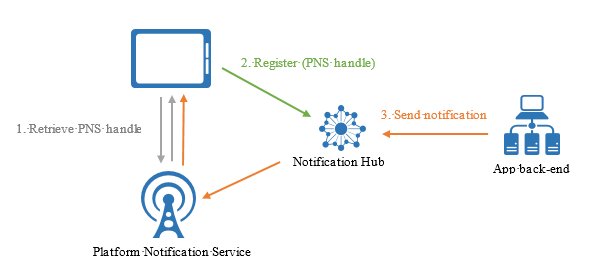 2. Register (PNS handle)
3. Send notification
1. Retrieve PNS handle
Notification Hub
App back-end
Platform Notification Service